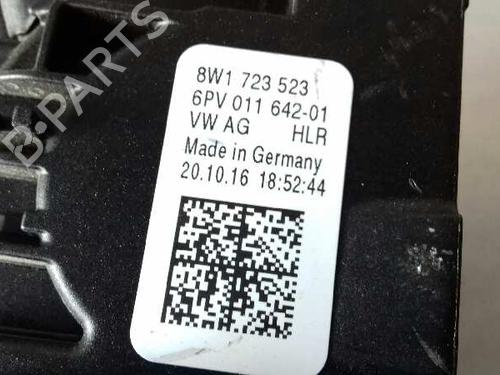 B-PARTS
8W1 723 523
6PV 011 642-01
VW AG HLR
Made in Germany
20.10.16 18:52:44